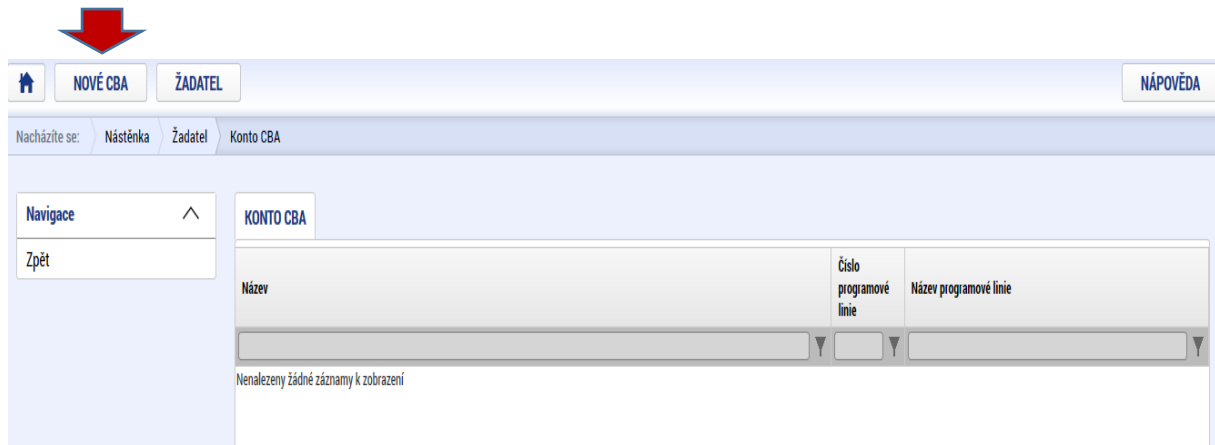 NOVÉ CBA ŽADATEL NÁPOVĚDA
Nacházíte se: Nástěnka Žadatel Konto CBA
Navigace
Zpět
KONTO CBA
Název
Číslo
programové
linie
Název programové linie
Nenalezeny žádné záznamy k zobrazení